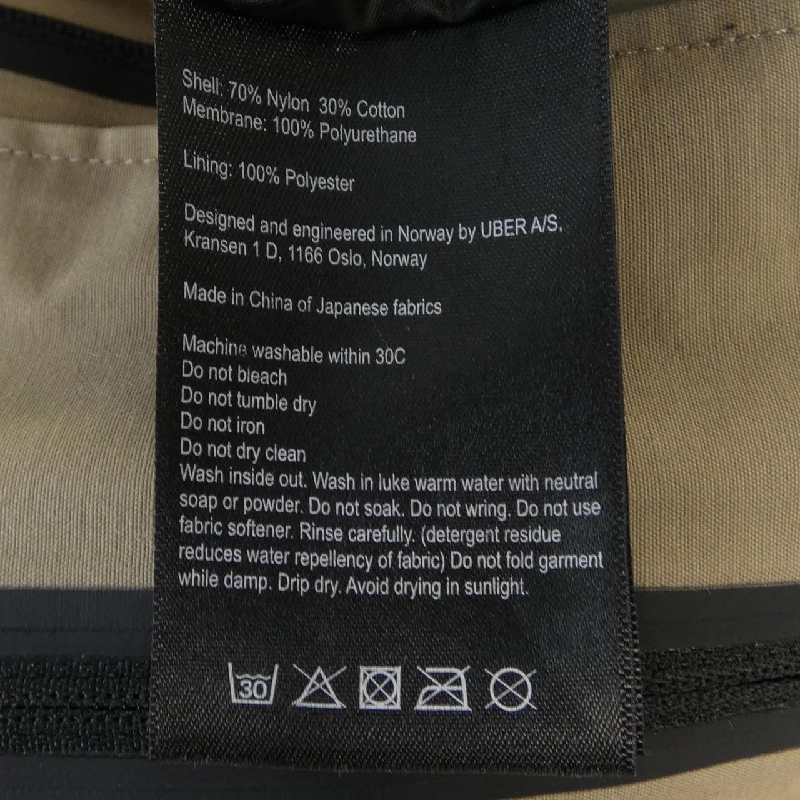 Shell: 70% Nylon 30% Cotton
Membrane: 100% Polyurethane
Lining: 100% Polyester
Designed and engineered in Norway by UBER A/S,
Kransen 1 D, 1166 Oslo, Norway
Made in China of Japanese fabrics
Machine washable within 30C
Do not bleach
Do not tumble dry
Do not iron
Do not dry clean
Wash inside out. Wash in luke warm water with neutral
soap or powder. Do not soak. Do not wring. Do not use
fabric softener. Rinse carefully. (detergent residue
reduces water repellency of fabric) Do not fold garment
while damp. Drip dry. Avoid drying in sunlight.
30